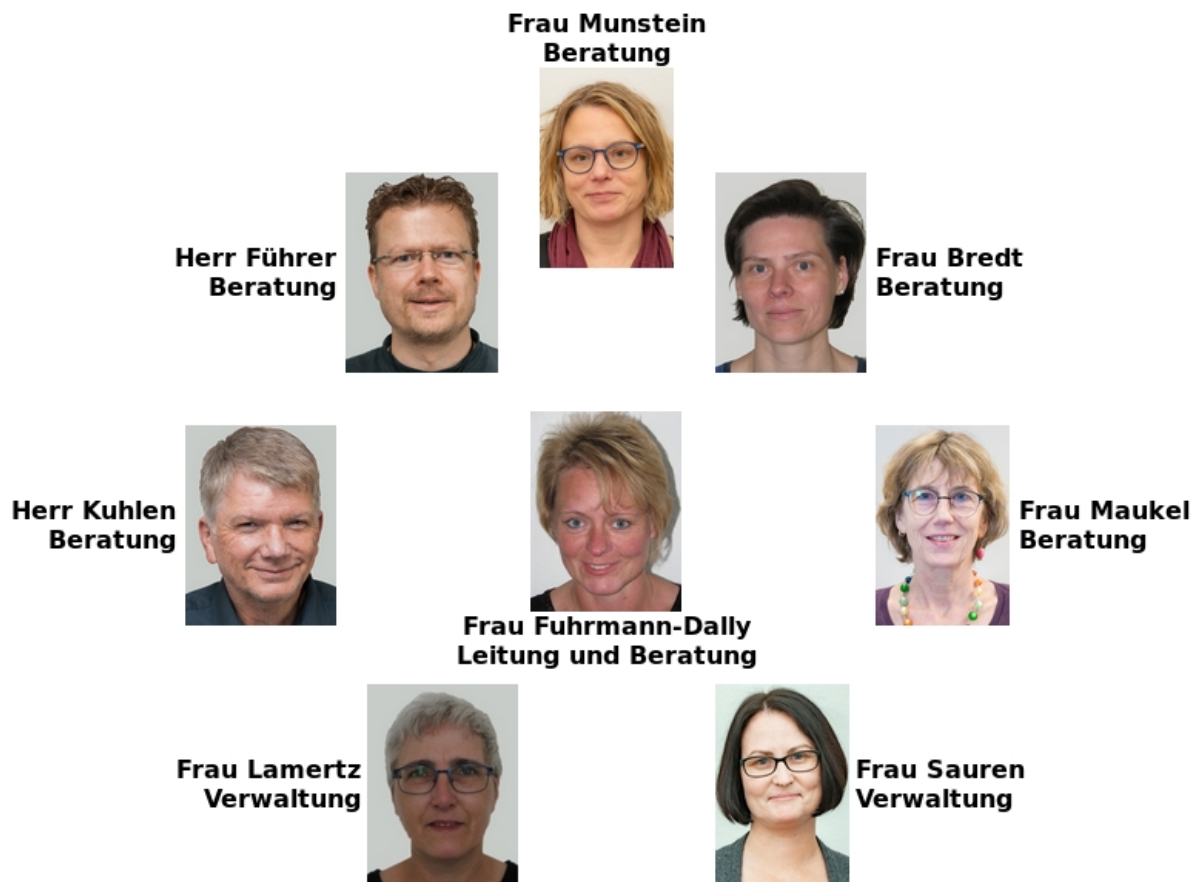 Frau Munstein
Beratung
Herr Führer
Beratung
Frau Bredt
Beratung
Herr Kuhlen
Beratung
Frau Maukel
Beratung
Frau Fuhrmann-Dally
Leitung und Beratung
Frau Lamertz
Verwaltung
Frau Sauren
Verwaltung